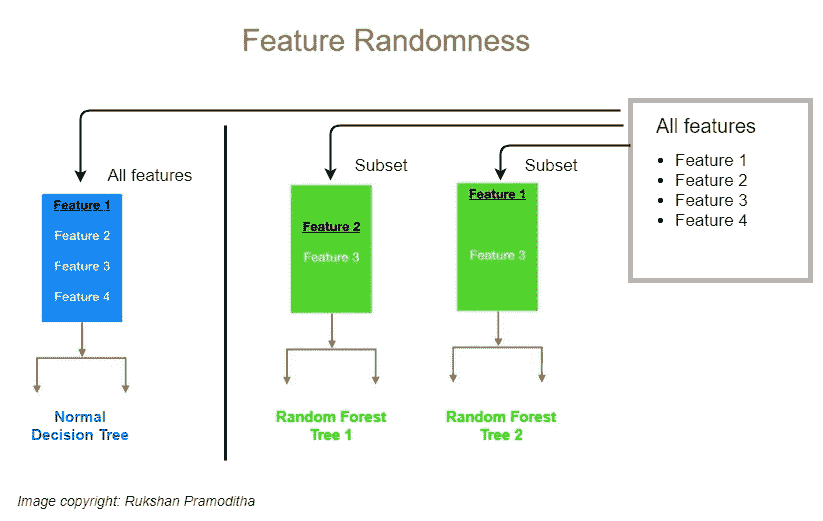 Feature Randomness
All features
• Feature 1
• Feature 2
• Feature 3
• Feature 4
All features
Feature 1
Feature 2
Feature 3
Feature 4
Normal
Decision Tree
Subset
Feature 2
Feature 3
Random Forest
Tree 1
Subset
Feature 1
Feature 3
Random Forest
Tree 2
Image copyright: Rukshan Pramoditha